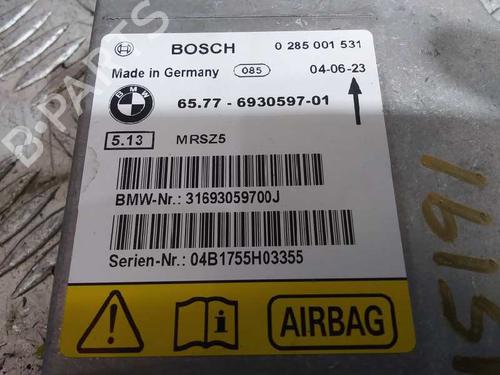 BOSCH 0 285 001 531
Made in Germany 085 04-06-23
BMW 65.77 - 6930597-01
5.13 MRSZ5
BMW-Nr.: 31693059700J
Serien-Nr.: 04B1755H03355
AIRBAG
B-PARTS